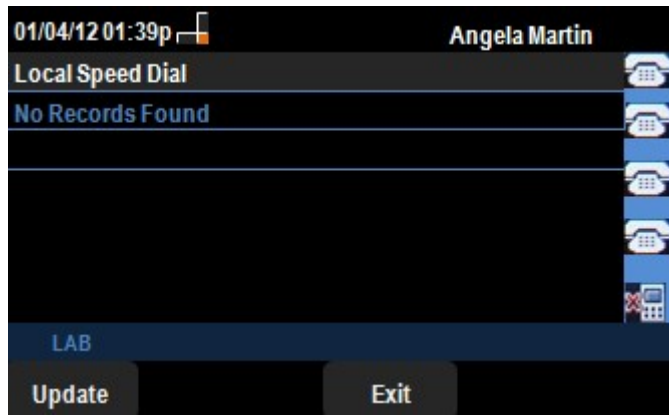 01/04/12 01:39p Angela Martin
Local Speed Dial
No Records Found
LAB
Update Exit